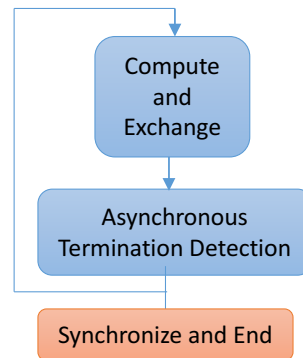 Compute
and
Exchange
Asynchronous
Termination Detection
Synchronize and End